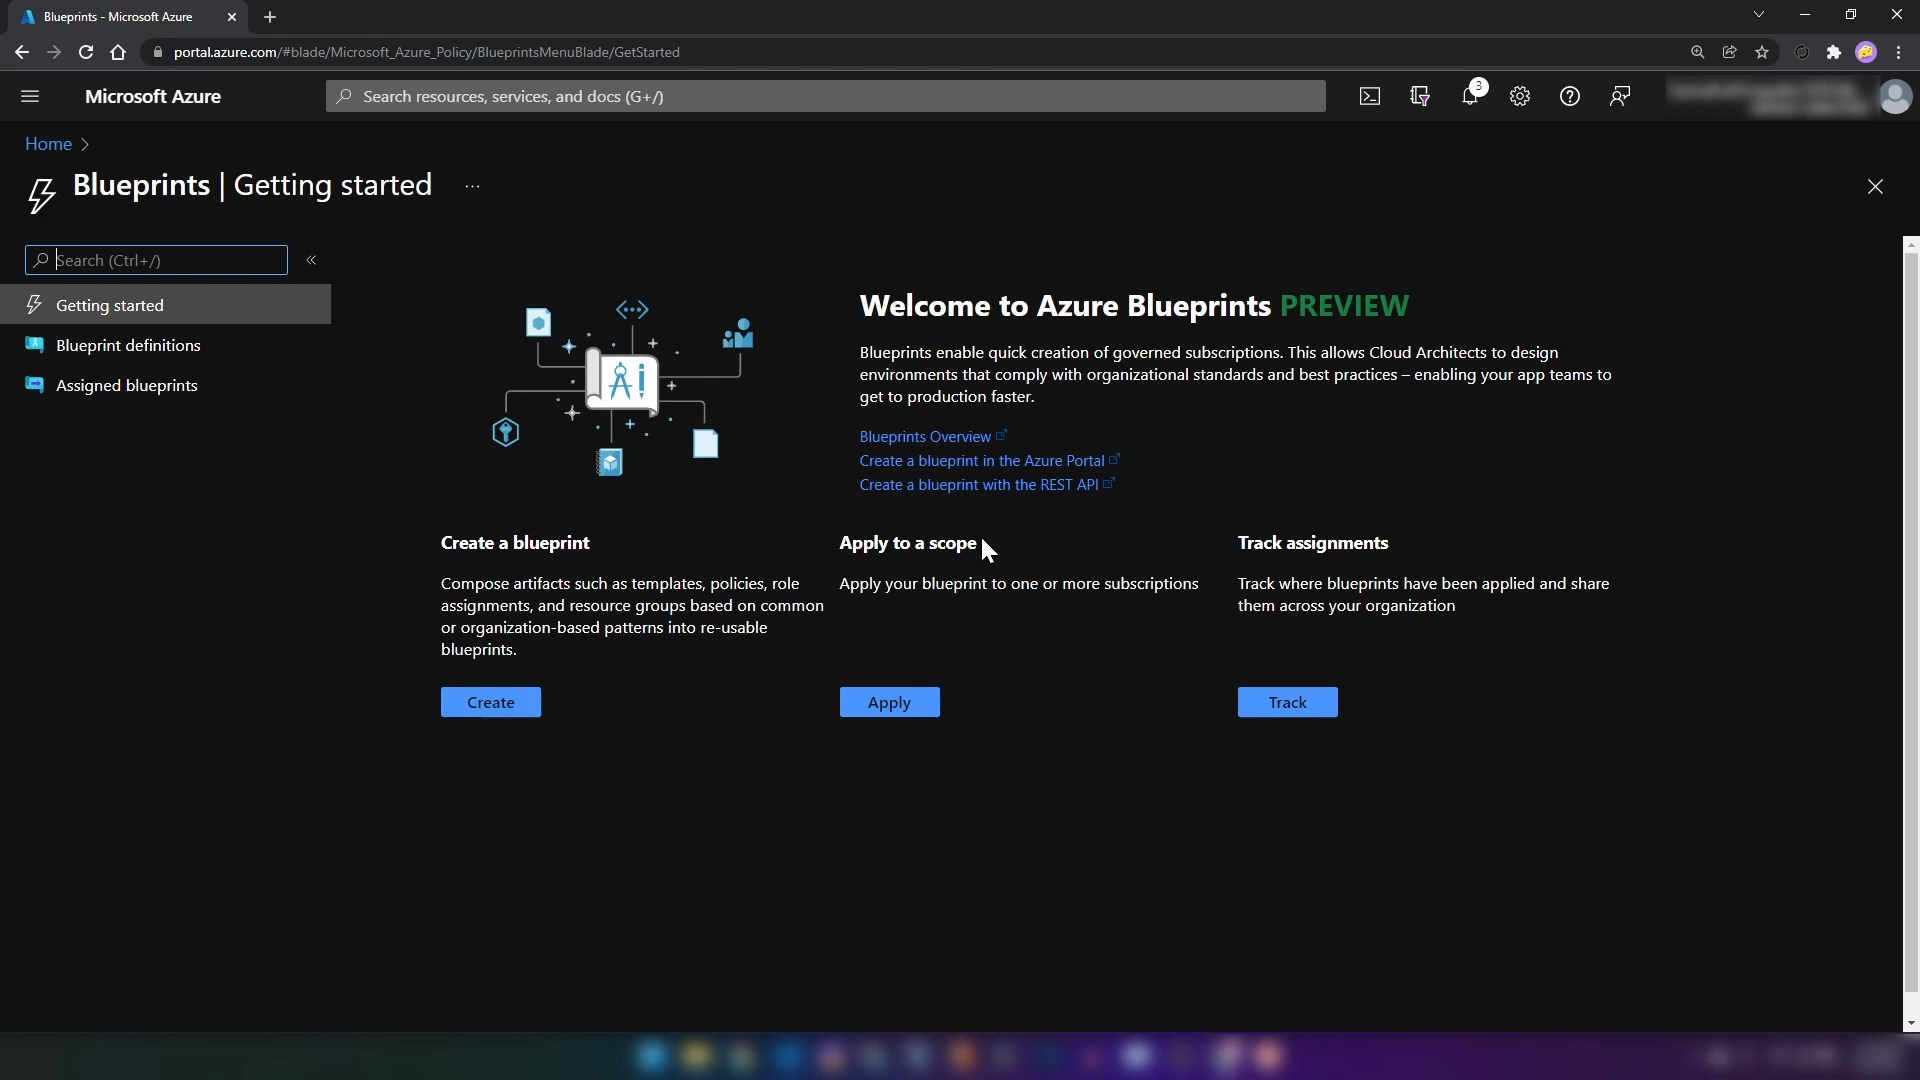 Blueprints - Microsoft Azure
portal.azure.com/#blade/Microsoft_Azure_Policy/BlueprintsMenuBlade/GetStarted
Microsoft Azure
Search resources, services, and docs (G+/)
3
Home
Blueprints | Getting started
...
Search (Ctrl+/)
Getting started
Blueprint definitions
Assigned blueprints
Welcome to Azure Blueprints PREVIEW
Blueprints enable quick creation of governed subscriptions. This allows Cloud Architects to design
environments that comply with organizational standards and best practices – enabling your app teams to
get to production faster.
Blueprints Overview
Create a blueprint in the Azure Portal
Create a blueprint with the REST API
Create a blueprint
Compose artifacts such as templates, policies, role
assignments, and resource groups based on common
or organization-based patterns into re-usable
blueprints.
Create
Apply to a scope
Apply your blueprint to one or more subscriptions
Apply
Track assignments
Track where blueprints have been applied and share
them across your organization
Track